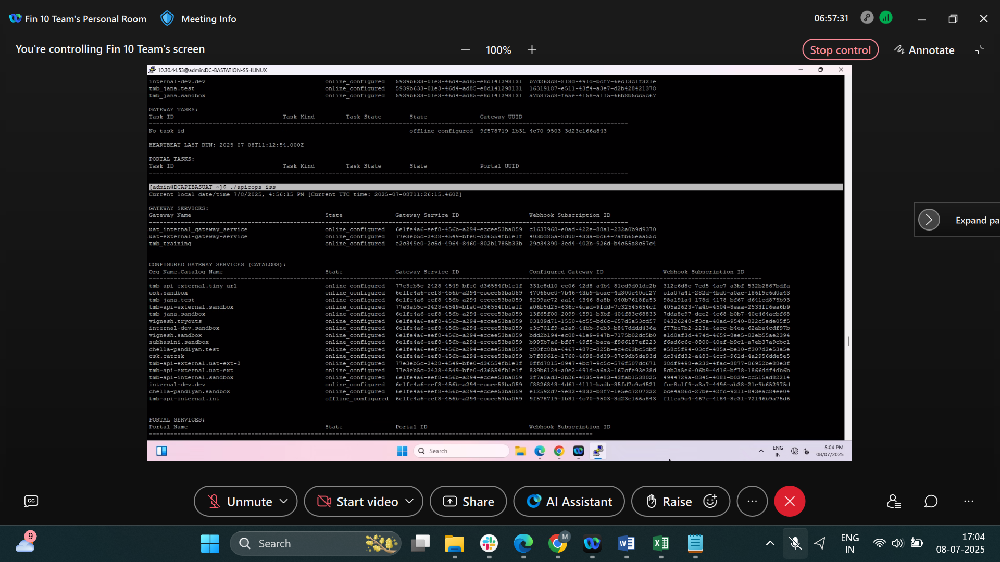 Fin 10 Team's Personal Room Meeting Info 06:57:31
You're controlling Fin 10 Team's screen 100% Stop control Annotate
10.30.44.53@admin:DC-BASTATION-SSHLINUX
internal-dev.dev online_configured 5939b633-01e3-46d4-ad85-e8d141298131 b7d263c8-818d-491d-bcf7-6ec13c1f321e
tmb_jana.test online_configured 5939b633-01e3-46d4-ad85-e8d141298131 16319187-e511-43f4-a3e7-d2b428421378
tmb_jana.sandbox online_configured 5939b633-01e3-46d4-ad85-e8d141298131 a7b875c8-f65e-4158-a115-66b8b5cc5c67
GATEWAY TASKS:
Task ID Task Kind Task State State Gateway UUID
No task id - - offline_configured 9f578719-1b31-4c70-9503-3d23e166a843
HEARTBEAT LAST RUN: 2025-07-08T11:12:54.000Z
PORTAL TASKS:
Task ID Task Kind Task State State Portal UUID
[admin@DCAPIBASUAT ~]$ ./apicops iss
Current local date/time 7/8/2025, 4:56:15 PM [Current UTC time: 2025-07-08T11:26:15.460Z]
GATEWAY SERVICES:
Gateway Name State Gateway Service ID Webhook Subscription ID
uat_internal_gateway_service online_configured 6e1fe4a6-eef8-456b-a294-eccee53ba059 c1637968-e0ad-422e-88a1-232a0b9d9370
uat-external-gateway-service online_configured 77e3eb5c-2428-4549-bfe0-d36554fb1e1f 403bd85a-8d00-433a-bc64-7afb65eaa55c
tmb_training online_configured e2c349e0-2c5d-4964-8460-802b1785b33b 29c34390-3ed4-402b-926d-b4c55a8c57c4
CONFIGURED GATEWAY SERVICES (CATALOGS):
Org Name.Catalog Name State Gateway Service ID Configured Gateway ID Webhook Subscription ID
tmb-api-external.tiny-url online_configured 77e3eb5c-2428-4549-bfe0-d36554fb1e1f 331c8d10-ce06-42d8-a4b4-81ed9d01de2b 312e6d8c-7ed5-4ac7-a3bf-532b2867bdfa
csk.sandbox online_configured 6e1fe4a6-eef8-456b-a294-eccee53ba059 47065ce0-7b46-43b9-bcae-4d300e40cf27 c1a07a41-282d-4bd0-a0ae-186f9e6d0a43
tmb_jana.test online_configured 6e1fe4a6-eef8-456b-a294-eccee53ba059 8299ac72-aa14-4346-8a8b-040b7618fa53 98a191a4-178d-4178-bf67-d641cd875b93
tmb-api-external.sandbox online_configured 77e3eb5c-2428-4549-bfe0-d36554fb1e1f a06b5d25-636c-4cad-9fdd-7c32545654cf 405a2623-7a4b-4504-8eaa-2533ff6ea6b9
tmb_jana.sandbox online_configured 6e1fe4a6-eef8-456b-a294-eccee53ba059 13f65f00-2099-4591-b3bf-404f83c68833 7dda8e97-dee2-4c68-b0b7-40e464acbf68
vignesh.tryouts online_configured 6e1fe4a6-eef8-456b-a294-eccee53ba059 03189d71-1550-4c55-bd6c-657d5a53cd57 04326248-f3ca-40ad-9540-822c5ede05f5
internal-dev.sandbox online_configured 6e1fe4a6-eef8-456b-a294-eccee53ba059 e3c701f9-a2a9-44bb-9eb3-b847dddd436a f77be7b2-223a-4acc-b4ea-62aba4cdf97b
vignesh.sandbox online_configured 6e1fe4a6-eef8-456b-a294-eccee53ba059 bdd2b194-ec08-41e9-947b-7175b02dc5b0 e1d0af3d-474d-4659-8ee5-02eb55ae2394
subhasini.sandbox online_configured 6e1fe4a6-eef8-456b-a294-eccee53ba059 b995b7a6-bf67-49f5-baca-f966187ef223 f6ad6c6c-8800-40ef-b9c1-a7eb37a9cbc1
chella-pandiyan.test online_configured 6e1fe4a6-eef8-456b-a294-eccee53ba059 c80fc8ba-6467-487c-825b-ec4c63bc5dbf e58c5f94-03cf-485a-be10-f307d2e53a5e
csk.catcsk online_configured 6e1fe4a6-eef8-456b-a294-eccee53ba059 b7f8961c-1760-4698-8d39-87c9db5de93d dc34fd32-a483-4cc9-961d-4a2956dde5e5
tmb-api-external.uat-ext-2 online_configured 77e3eb5c-2428-4549-bfe0-d36554fb1e1f 0ffd7815-8947-4bc7-9c5c-576f507dc671 38df9498-e233-4fac-8877-06952be88e3f
tmb-api-external.uat-ext online_configured 77e3eb5c-2428-4549-bfe0-d36554fb1e1f 839b6124-a0e2-491d-a6a3-167cfe93e38d 5cb2a5e6-06b9-4d16-bf78-1866ddf4db6b
tmb-api-internal.sandbox online_configured 6e1fe4a6-eef8-456b-a294-eccee53ba059 3f7a0ad3-3b26-4035-9e83-43fab1538025 4944729a-8345-4081-b039-cc515ad82214
internal-dev.dev online_configured 6e1fe4a6-eef8-456b-a294-eccee53ba059 f8826843-4d61-4111-badb-35fd7c9a4521 fce8c1f9-a3a7-4496-ab38-21e9b652975d
chella-pandiyan.sandbox online_configured 6e1fe4a6-eef8-456b-a294-eccee53ba059 e12592d7-9e82-4832-b8f7-1e5ec7207332 bce4a86d-27be-42fd-9311-843eac84ee04
tmb-api-internal.int offline_configured 6e1fe4a6-eef8-456b-a294-eccee53ba059 9f578719-1b31-4c70-9503-3d23e166a843 f11ea9c4-467e-4184-8e31-72146b9a75d6
PORTAL SERVICES:
Portal Name State Portal ID Webhook Subscription ID
Expand pa
Search ENG IN 5:04 PM 08/07/2025
CC Unmute Start video Share AI Assistant Raise
9 Search M ENG IN 17:04 08-07-2025